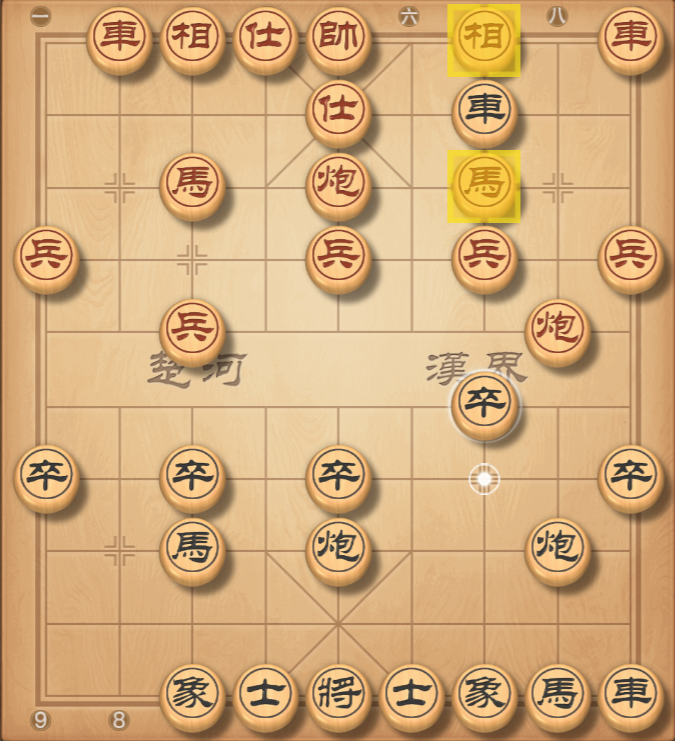 一 六 八
車 相 仕 帥 相 車
仕 車
馬 炮 馬
兵 兵 兵 兵
兵 炮
楚 河 漢 界
卒
卒 卒 卒 卒
馬 炮 炮
象 士 將 士 象 馬 車
9 8